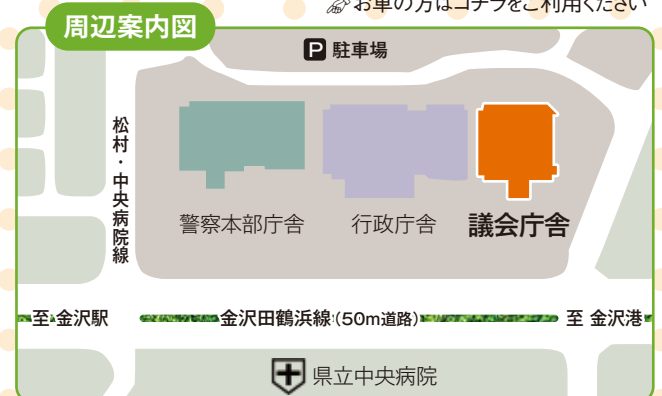 お車の方はコチラをご利用ください
周辺案内図
P 駐車場
松村・中央病院線
警察本部庁舎
行政庁舎
議会庁舎
至 金沢駅
金沢田鶴浜線(50m道路)
至 金沢港
県立中央病院